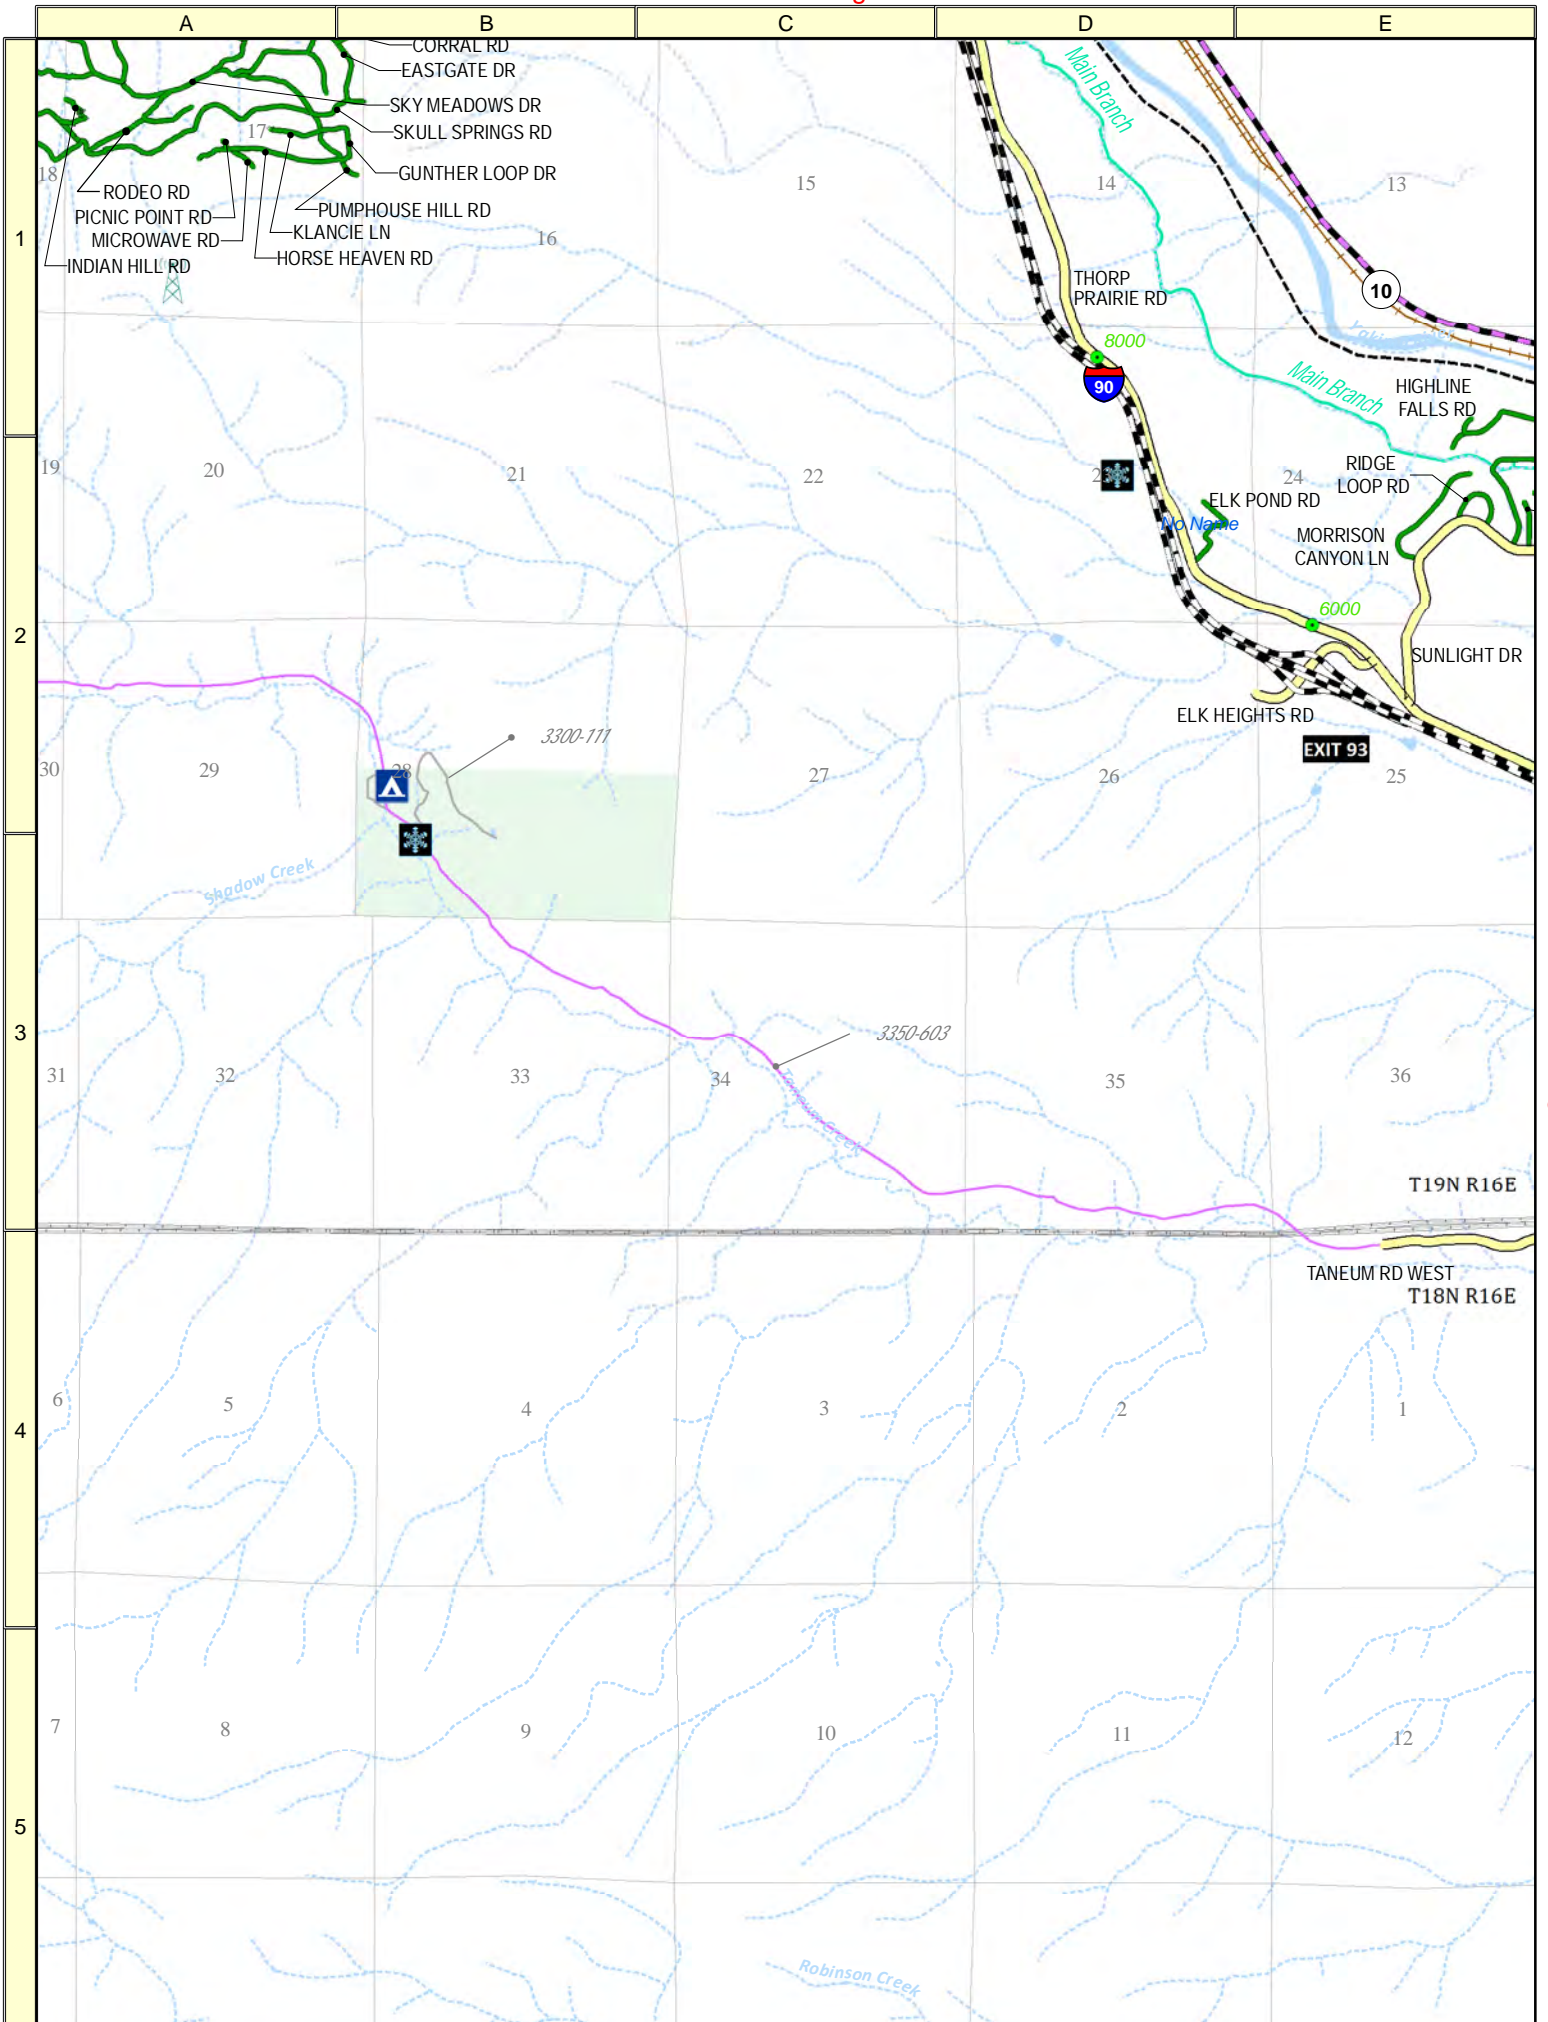 A
B
C
D
E
1
2
3
4
5
CORRAL RD
EASTGATE DR
SKY MEADOWS DR
SKULL SPRINGS RD
GUNTHER LOOP DR
PUMPHOUSE HILL RD
KLANCIE LN
HORSE HEAVEN RD
RODEO RD
PICNIC POINT RD
MICROWAVE RD
INDIAN HILL RD
17
18
16
15
14
13
Main Branch
THORP
PRAIRIE RD
10
8000
90
Main Branch
HIGHLINE
FALLS RD
19
20
21
22
24
RIDGE
LOOP RD
ELK POND RD
No Name
MORRISON
CANYON LN
6000
SUNLIGHT DR
ELK HEIGHTS RD
EXIT 93
30
29
28
3300-111
27
26
25
Shadow Creek
31
32
33
34
3350-603
35
36
Creek
T19N R16E
TANEUM RD WEST
T18N R16E
6
5
4
3
2
1
7
8
9
10
11
12
Robinson Creek